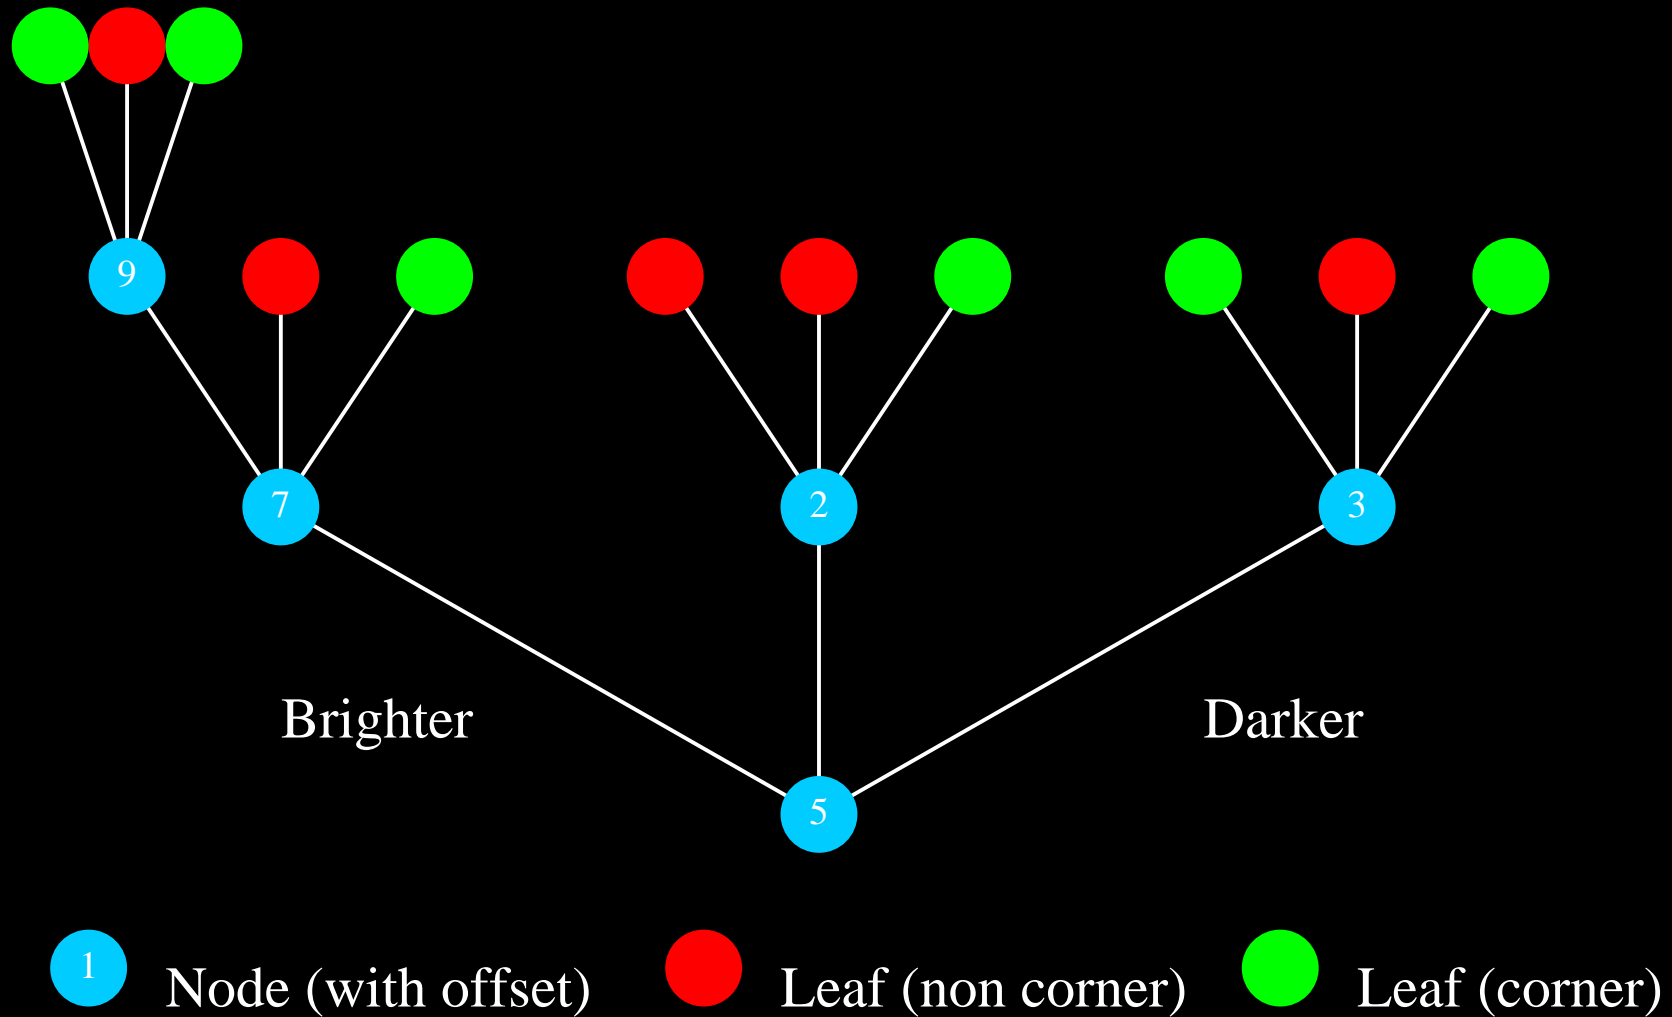 9
7
2
3
Brighter
Darker
5
1
Node (with offset)
Leaf (non corner)
Leaf (corner)